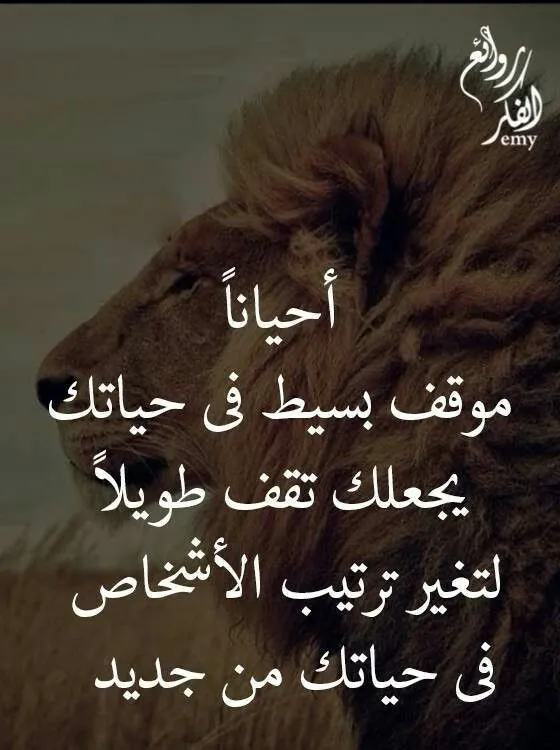 روائع
الفكر
emy
أحياناً
موقف بسيط فى حياتك
يجعلك تقف طويلاً
لتغير ترتيب الأشخاص
فى حياتك من جديد